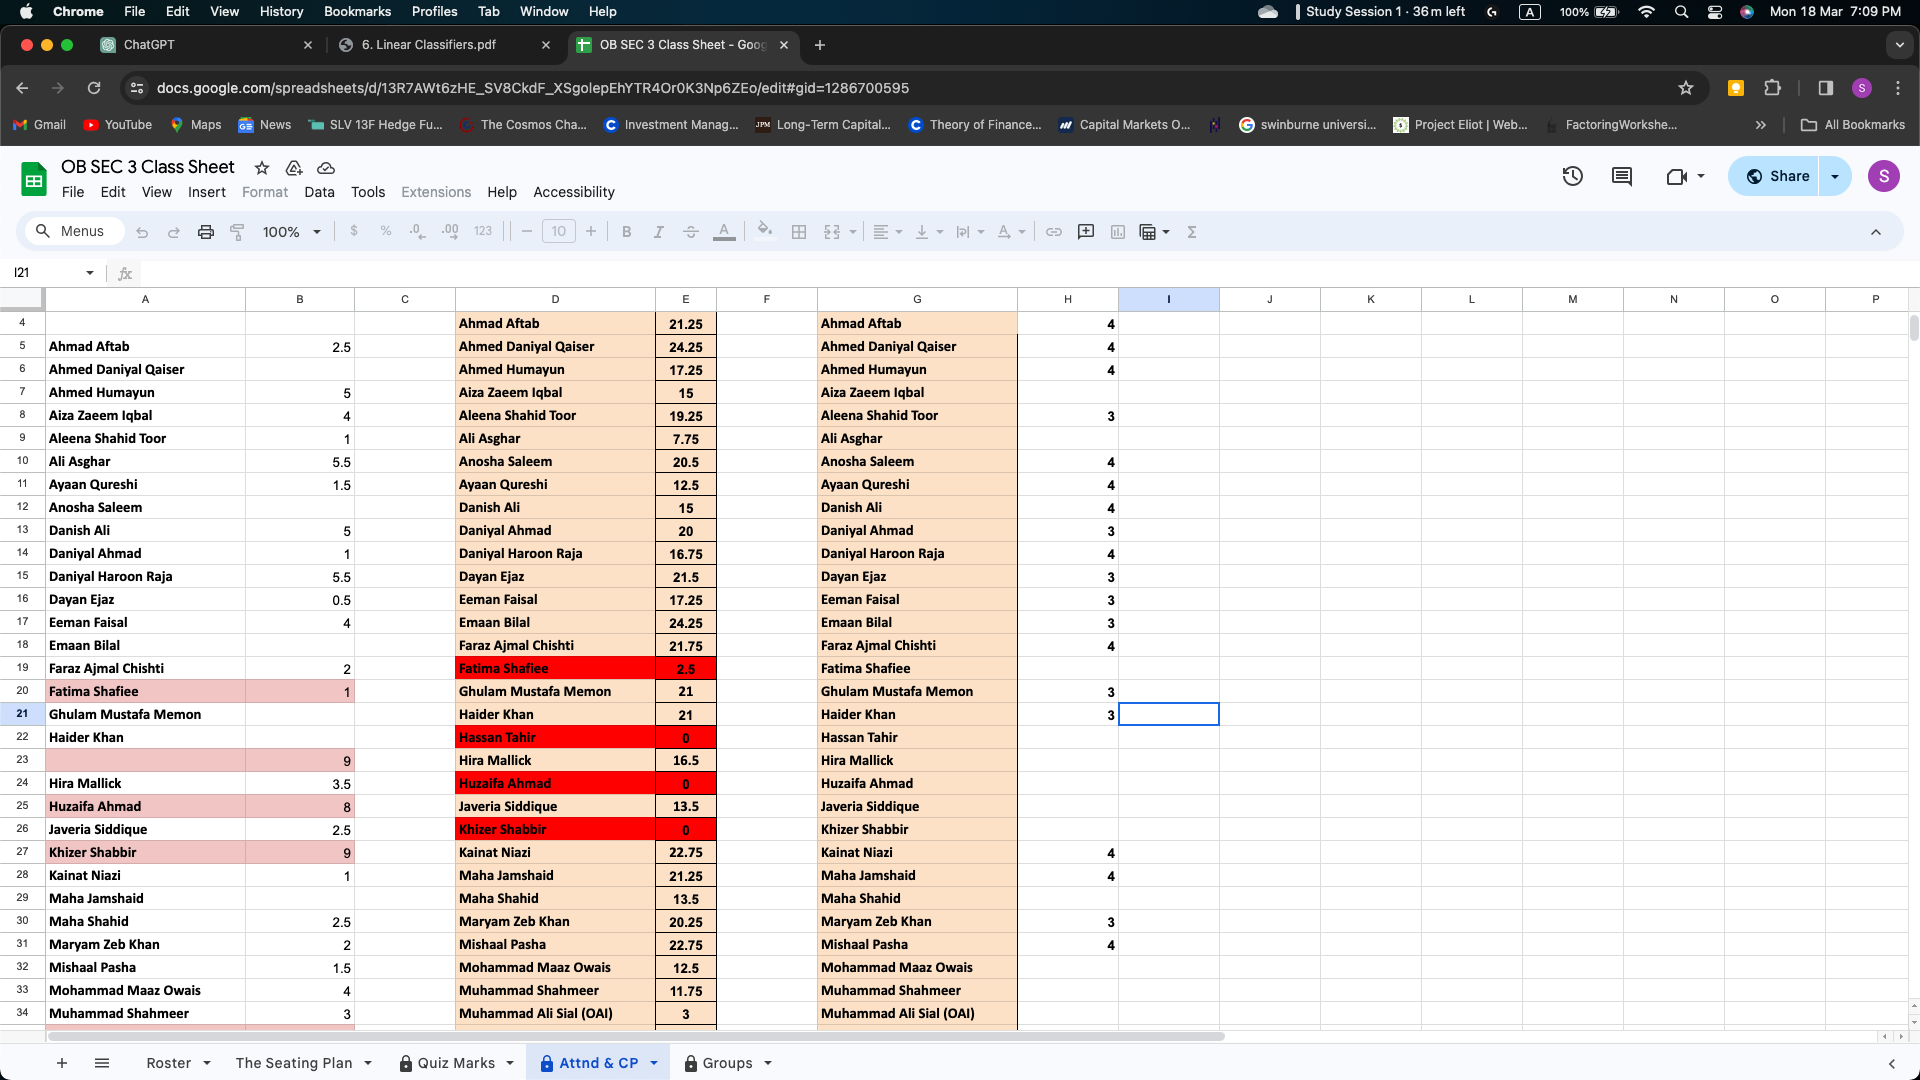 Chrome File Edit View History Bookmarks Profiles Tab Window Help Study Session 1 · 36 m left A 100% Mon 18 Mar 7:09 PM
ChatGPT 6. Linear Classifiers.pdf OB SEC 3 Class Sheet - Goog
docs.google.com/spreadsheets/d/13R7AWt6zHE_SV8CkdF_XSgolepEhYTR4Or0K3Np6ZEo/edit#gid=1286700595 S
Gmail YouTube Maps News SLV 13F Hedge Fu... The Cosmos Cha... Investment Manag... JPM Long-Term Capital... Theory of Finance... Capital Markets O... swinburne universi... Project Eliot | Web... FactoringWorkshe... » All Bookmarks
OB SEC 3 Class Sheet
File Edit View Insert Format Data Tools Extensions Help Accessibility Share S
Menus 100% $ % .0 .00 123 − 10 + B I A Σ
I21 fx
A B C D E F G H I J K L M N O P
4 Ahmad Aftab 21.25 Ahmad Aftab 4
5 Ahmad Aftab 2.5 Ahmed Daniyal Qaiser 24.25 Ahmed Daniyal Qaiser 4
6 Ahmed Daniyal Qaiser Ahmed Humayun 17.25 Ahmed Humayun 4
7 Ahmed Humayun 5 Aiza Zaeem Iqbal 15 Aiza Zaeem Iqbal
8 Aiza Zaeem Iqbal 4 Aleena Shahid Toor 19.25 Aleena Shahid Toor 3
9 Aleena Shahid Toor 1 Ali Asghar 7.75 Ali Asghar
10 Ali Asghar 5.5 Anosha Saleem 20.5 Anosha Saleem 4
11 Ayaan Qureshi 1.5 Ayaan Qureshi 12.5 Ayaan Qureshi 4
12 Anosha Saleem Danish Ali 15 Danish Ali 4
13 Danish Ali 5 Daniyal Ahmad 20 Daniyal Ahmad 3
14 Daniyal Ahmad 1 Daniyal Haroon Raja 16.75 Daniyal Haroon Raja 4
15 Daniyal Haroon Raja 5.5 Dayan Ejaz 21.5 Dayan Ejaz 3
16 Dayan Ejaz 0.5 Eeman Faisal 17.25 Eeman Faisal 3
17 Eeman Faisal 4 Emaan Bilal 24.25 Emaan Bilal 3
18 Emaan Bilal Faraz Ajmal Chishti 21.75 Faraz Ajmal Chishti 4
19 Faraz Ajmal Chishti 2 Fatima Shafiee 2.5 Fatima Shafiee
20 Fatima Shafiee 1 Ghulam Mustafa Memon 21 Ghulam Mustafa Memon 3
21 Ghulam Mustafa Memon Haider Khan 21 Haider Khan 3
22 Haider Khan Hassan Tahir 0 Hassan Tahir
23 9 Hira Mallick 16.5 Hira Mallick
24 Hira Mallick 3.5 Huzaifa Ahmad 0 Huzaifa Ahmad
25 Huzaifa Ahmad 8 Javeria Siddique 13.5 Javeria Siddique
26 Javeria Siddique 2.5 Khizer Shabbir 0 Khizer Shabbir
27 Khizer Shabbir 9 Kainat Niazi 22.75 Kainat Niazi 4
28 Kainat Niazi 1 Maha Jamshaid 21.25 Maha Jamshaid 4
29 Maha Jamshaid Maha Shahid 13.5 Maha Shahid
30 Maha Shahid 2.5 Maryam Zeb Khan 20.25 Maryam Zeb Khan 3
31 Maryam Zeb Khan 2 Mishaal Pasha 22.75 Mishaal Pasha 4
32 Mishaal Pasha 1.5 Mohammad Maaz Owais 12.5 Mohammad Maaz Owais
33 Mohammad Maaz Owais 4 Muhammad Shahmeer 11.75 Muhammad Shahmeer
34 Muhammad Shahmeer 3 Muhammad Ali Sial (OAI) 3 Muhammad Ali Sial (OAI)
+ Roster The Seating Plan Quiz Marks Attnd & CP Groups